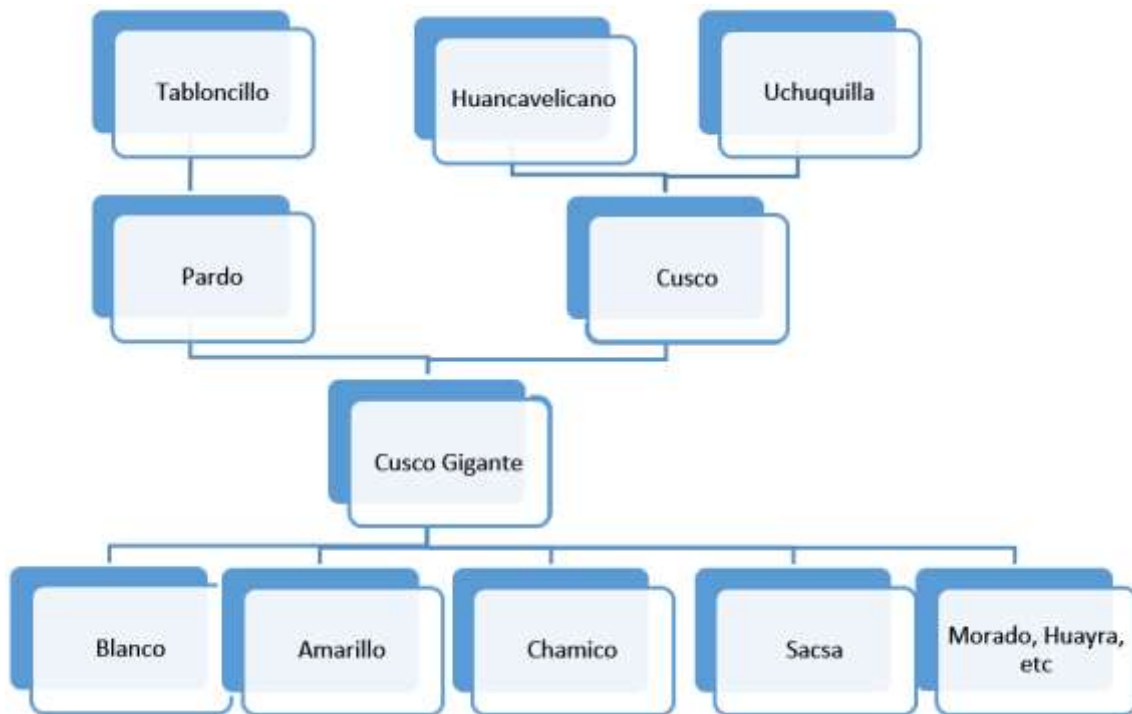 Tabloncillo
Huancavelicano
Uchuquilla
Pardo
Cusco
Cusco Gigante
Blanco
Amarillo
Chamico
Sacsa
Morado, Huayra,
etc